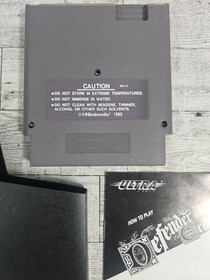 CAUTION
●DO NOT STORE IN EXTREME TEMPERATURES.
●DO NOT IMMERSE IN WATER.
●DO NOT CLEAN WITH BENZENE, THINNER,
ALCOHOL OR OTHER SUCH SOLVENTS.
©Nintendo 1985
ULTRA
HOW TO PLAY
Defender